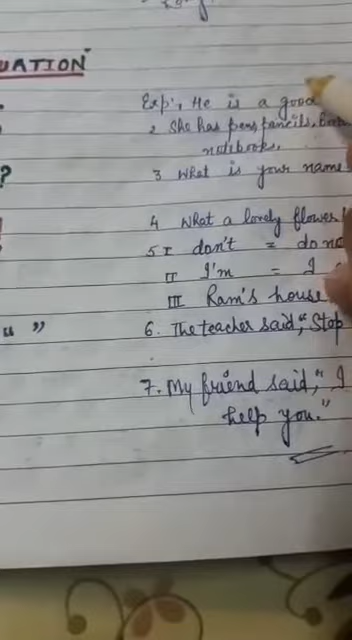 UATION
Exp:, He is a good
2 She has pens, pancils,
notebooks.
? 3 What is your name
4 What a lovely flower!
5 I don't = do no
II I'm = I
III Ram's house
“ ” 6. The teacher said, “Stop
7. My friend said, “I
help you.”